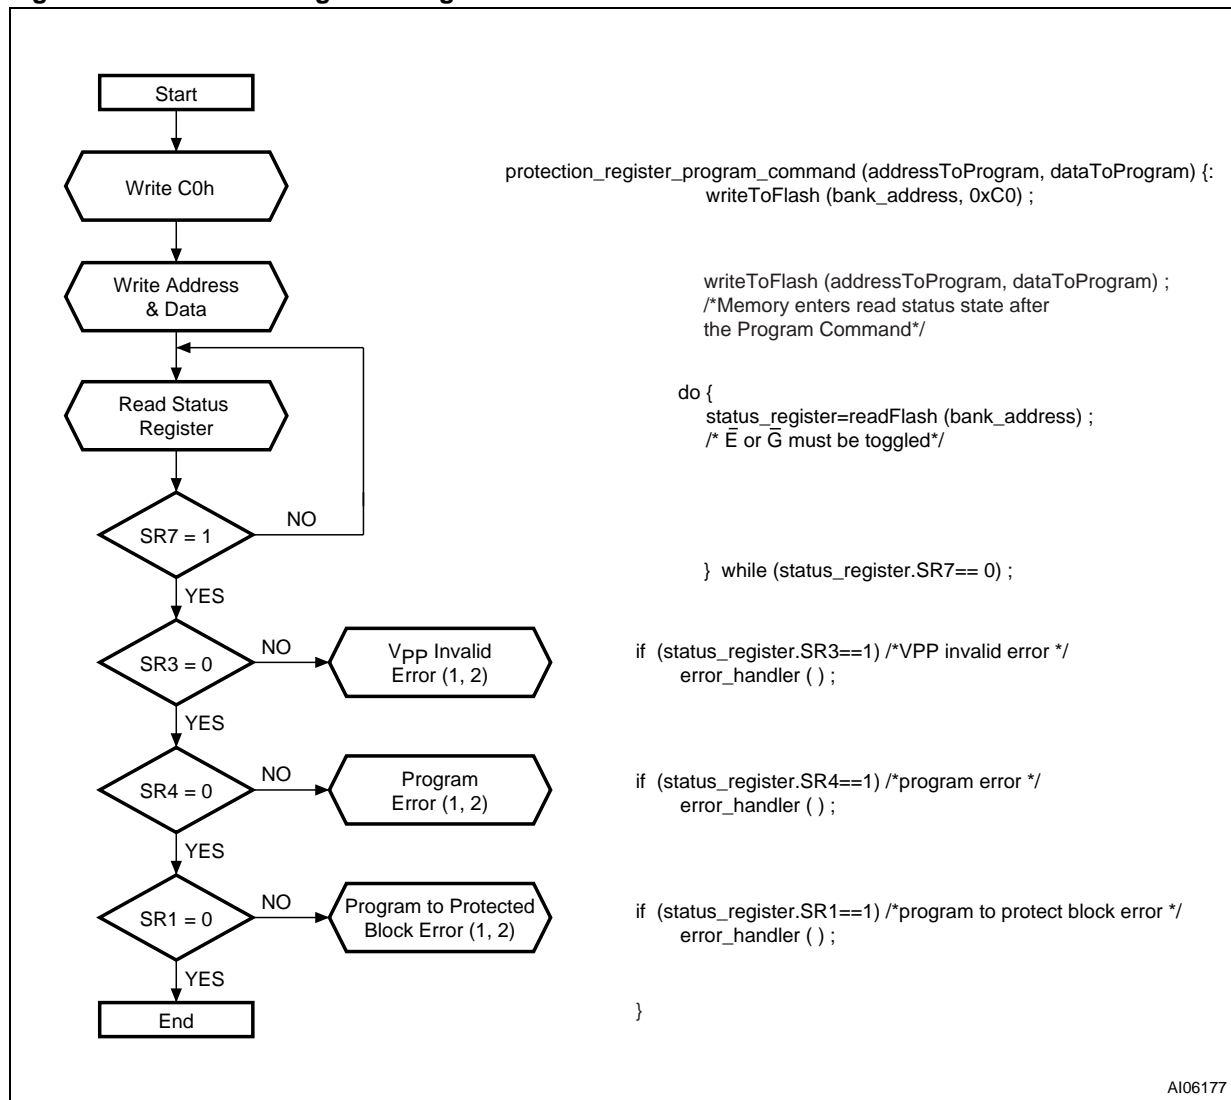 Start
Write C0h
protection_register_program_command (addressToProgram, dataToProgram) {:
writeToFlash (bank_address, 0xC0) ;
Write Address
& Data
writeToFlash (addressToProgram, dataToProgram) ;
/*Memory enters read status state after
the Program Command*/
Read Status
Register
do {
status_register=readFlash (bank_address) ;
/* E̅ or G̅ must be toggled*/
SR7 = 1
NO
} while (status_register.SR7== 0) ;
YES
SR3 = 0
NO
VPP Invalid
Error (1, 2)
if (status_register.SR3==1) /*VPP invalid error */
error_handler ( ) ;
YES
SR4 = 0
NO
Program
Error (1, 2)
if (status_register.SR4==1) /*program error */
error_handler ( ) ;
YES
SR1 = 0
NO
Program to Protected
Block Error (1, 2)
if (status_register.SR1==1) /*program to protect block error */
error_handler ( ) ;
YES
End
}
AI06177